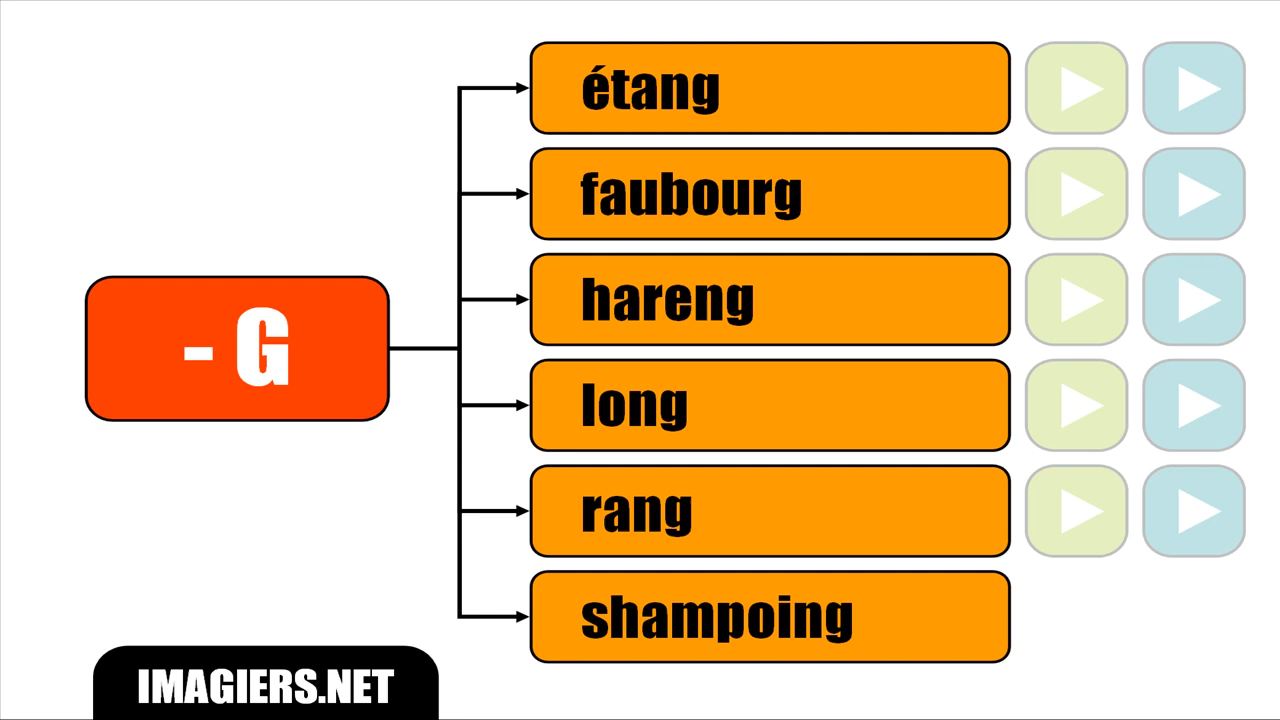 étang
faubourg
hareng
- G
long
rang
shampoing
IMAGIERS.NET